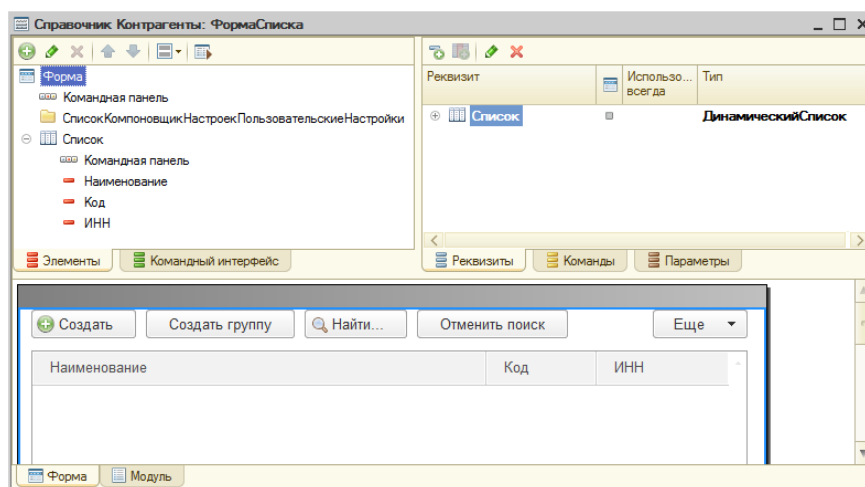 Справочник Контрагенты: ФормаСписка
Форма
Командная панель
СписокКомпоновщикНастроекПользовательскиеНастройки
Список
Командная панель
Наименование
Код
ИНН
Элементы
Командный интерфейс
Реквизит
Использо... Тип
всегда
Список
ДинамическийСписок
Реквизиты
Команды
Параметры
Создать
Создать группу
Найти...
Отменить поиск
Еще
Наименование
Код
ИНН
Форма
Модуль